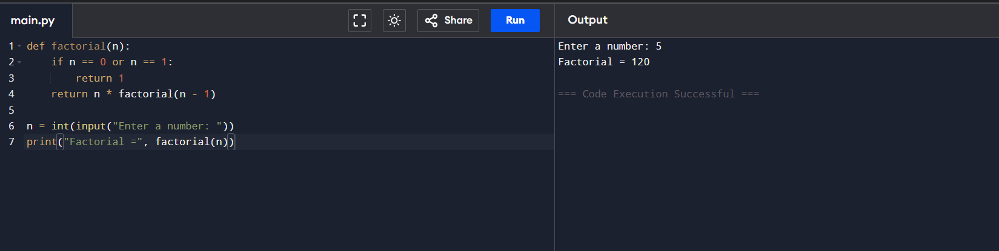 main.py
Share
Run
Output
1 def factorial(n):
2     if n == 0 or n == 1:
3         return 1
4     return n * factorial(n - 1)
5
6 n = int(input("Enter a number: "))
7 print("Factorial =", factorial(n))
Enter a number: 5
Factorial = 120
=== Code Execution Successful ===